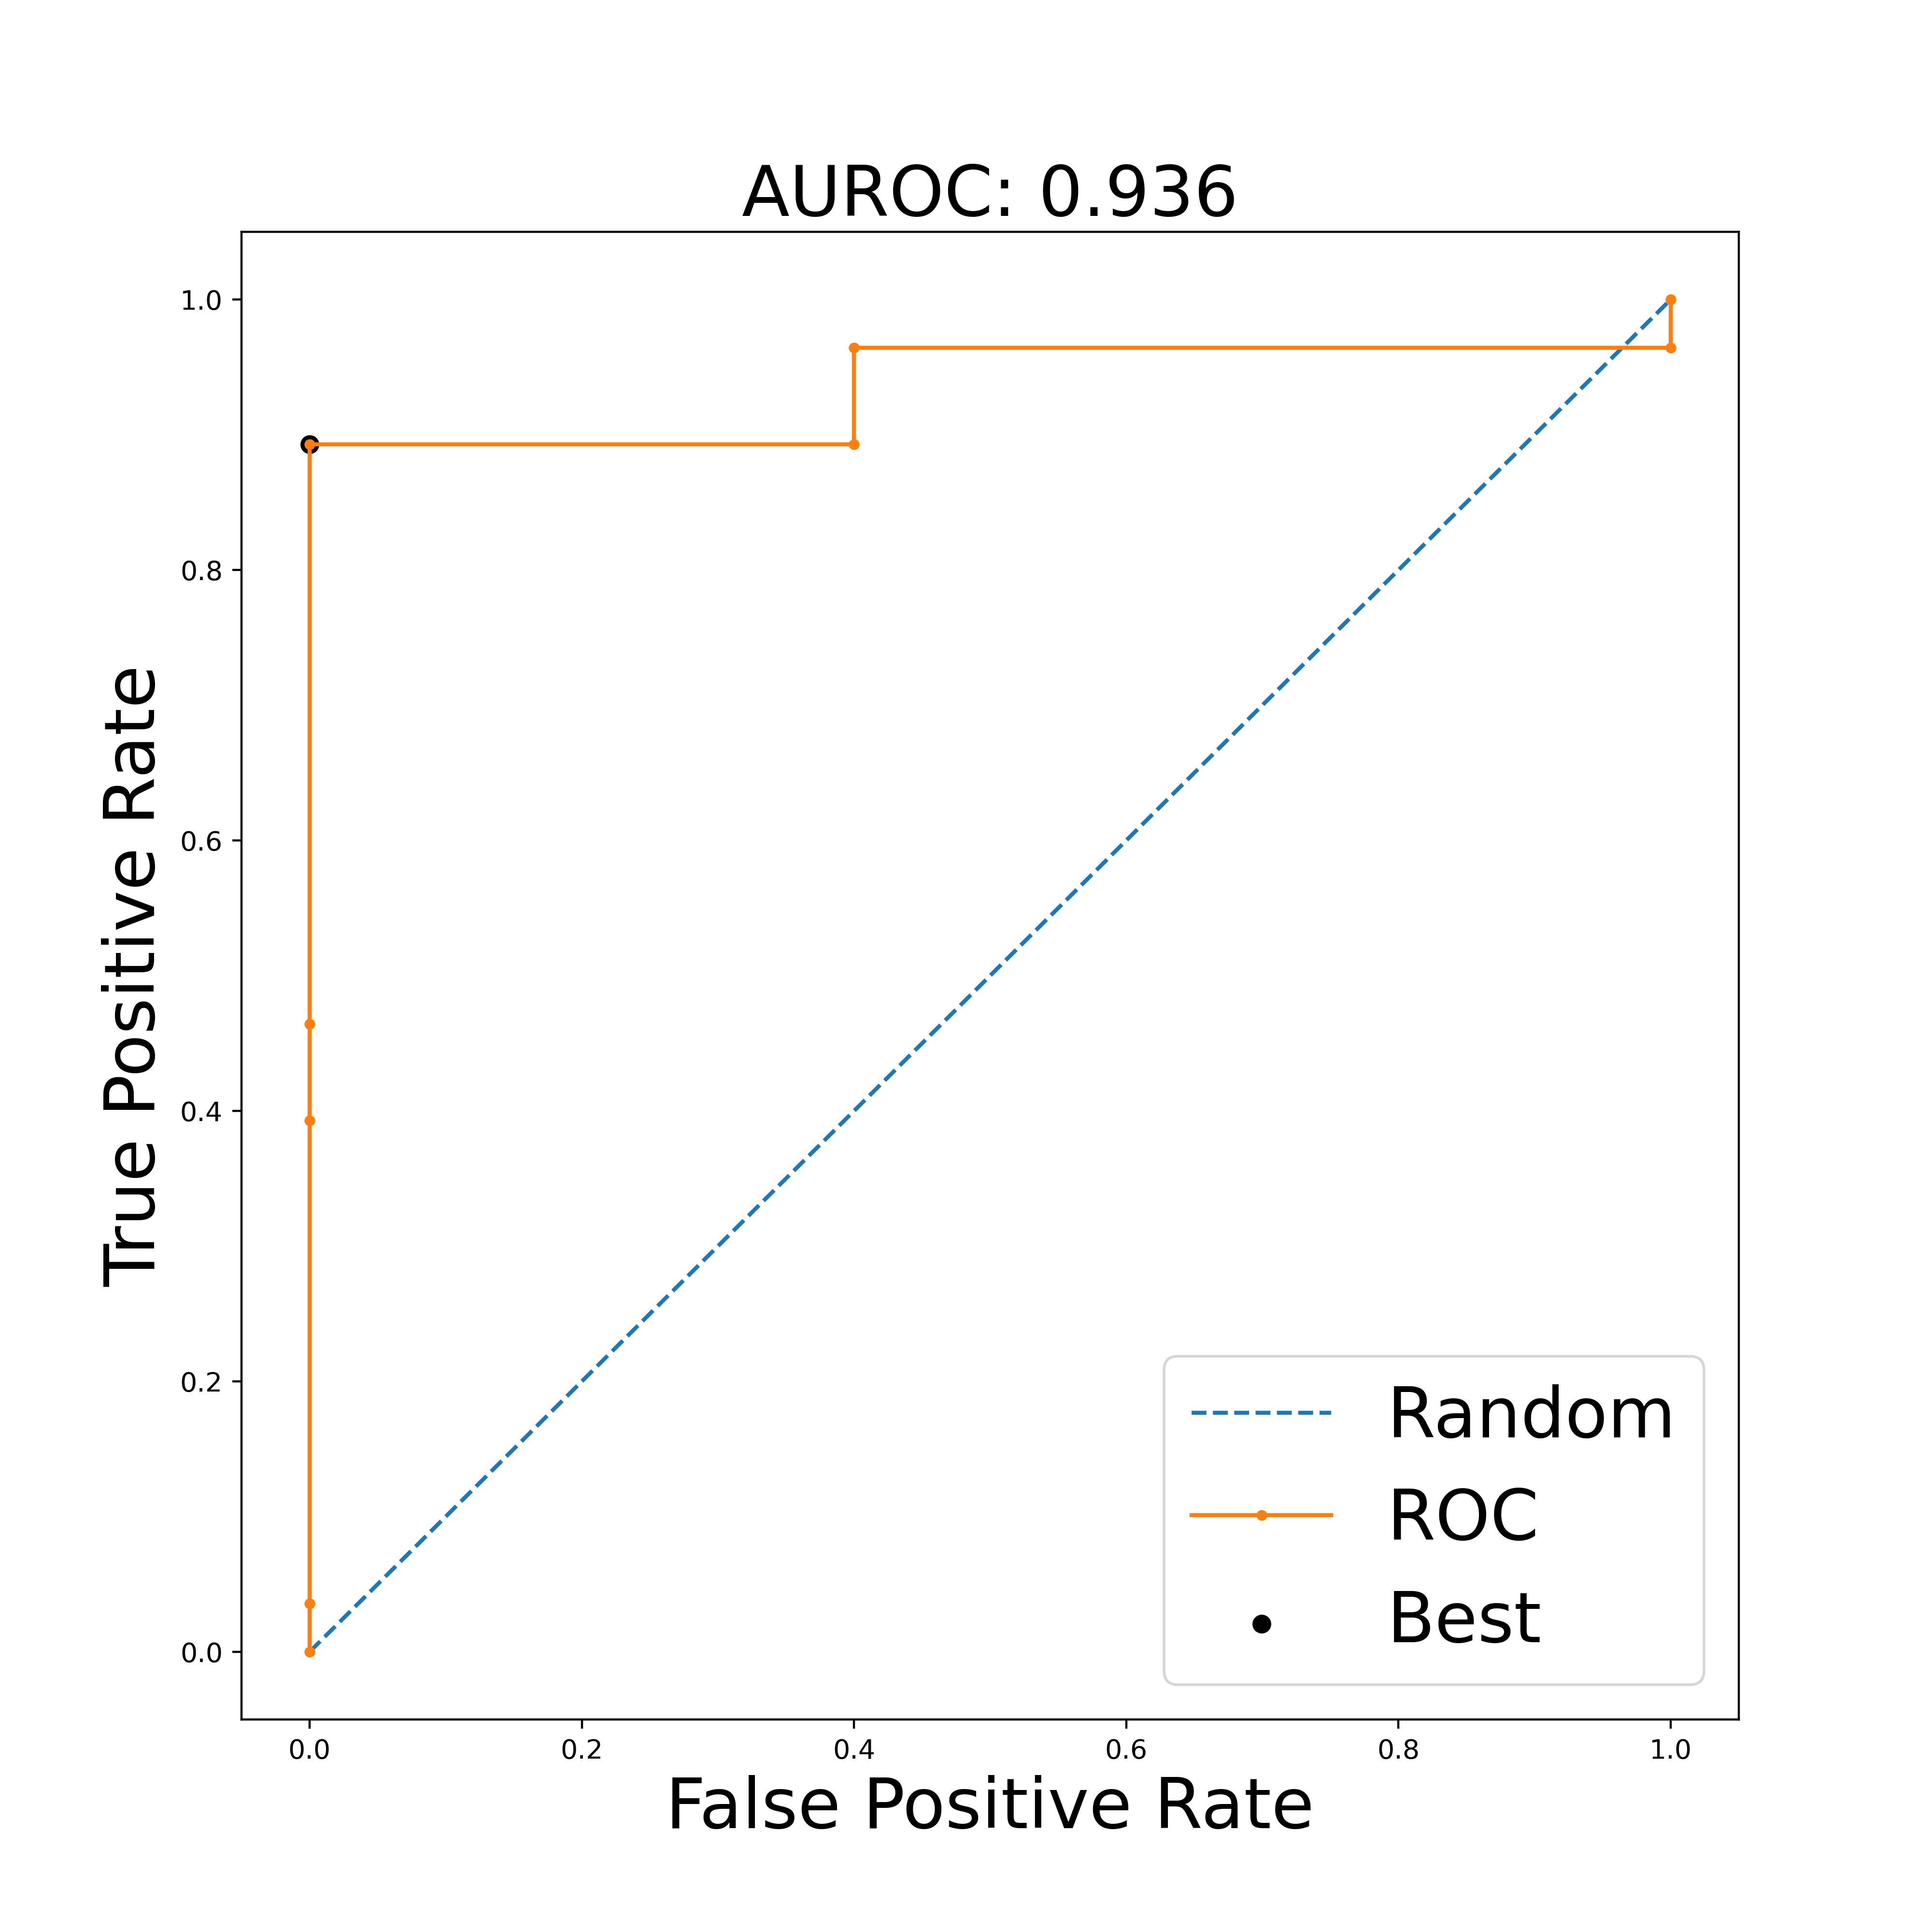 AUROC: 0.936
1.0
0.8
0.6
0.4
0.2
0.0
True Positive Rate
0.0 0.2 0.4 0.6 0.8 1.0
False Positive Rate
Random
ROC
Best